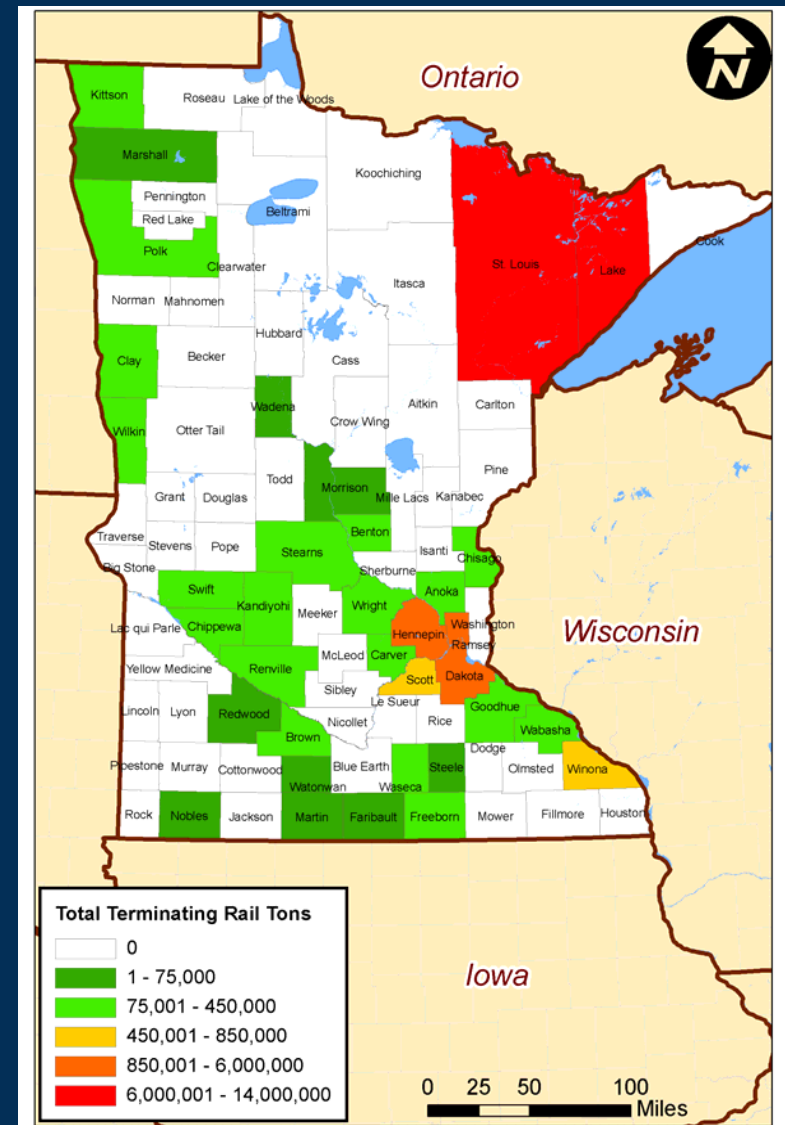 N
Ontario
Kittson
Roseau
Lake of the Woods
Marshall
Koochiching
Pennington
Beltrami
Red Lake
Cook
Polk
Clearwater
St. Louis
Lake
Itasca
Norman
Mahnomen
Hubbard
Clay
Becker
Cass
Wadena
Aitkin
Carlton
Crow Wing
Wilkin
Otter Tail
Pine
Todd
Morrison
Mille Lacs
Kanabec
Grant
Douglas
Benton
Traverse
Stevens
Pope
Stearns
Isanti
Chisago
Big Stone
Sherburne
Swift
Anoka
Kandiyohi
Wright
Meeker
Chippewa
Washington
Lac qui Parle
Hennepin
Wisconsin
Ramsey
McLeod
Carver
Yellow Medicine
Renville
Scott
Dakota
Sibley
Le Sueur
Goodhue
Lincoln
Lyon
Redwood
Nicollet
Rice
Wabasha
Brown
Dodge
Pipestone
Murray
Cottonwood
Blue Earth
Steele
Olmsted
Winona
Watonwan
Waseca
Rock
Nobles
Jackson
Martin
Faribault
Freeborn
Mower
Fillmore
Houston
Total Terminating Rail Tons
0
1 - 75,000
75,001 - 450,000
450,001 - 850,000
850,001 - 6,000,000
6,000,001 - 14,000,000
Iowa
0 25 50 100
Miles